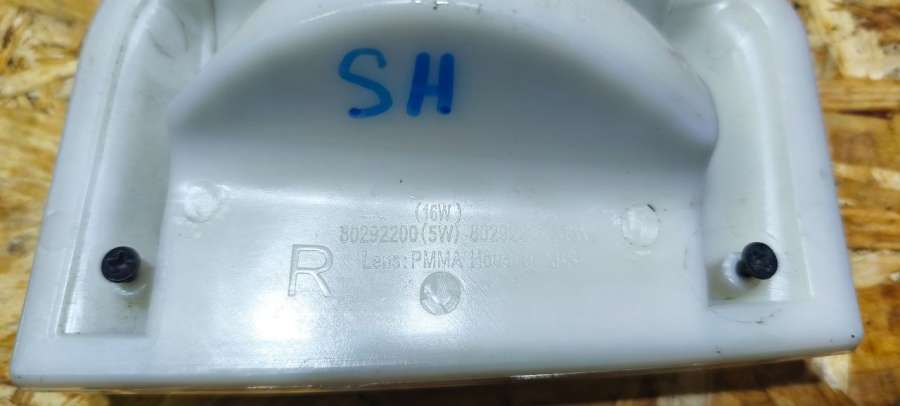 SH
(16W)
80292200(5W)
R
Lens:PMMA